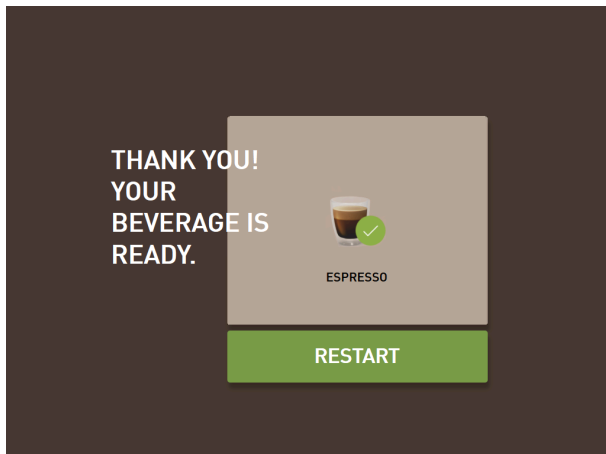 THANK YOU!
YOUR
BEVERAGE IS
READY.
ESPRESSO
RESTART